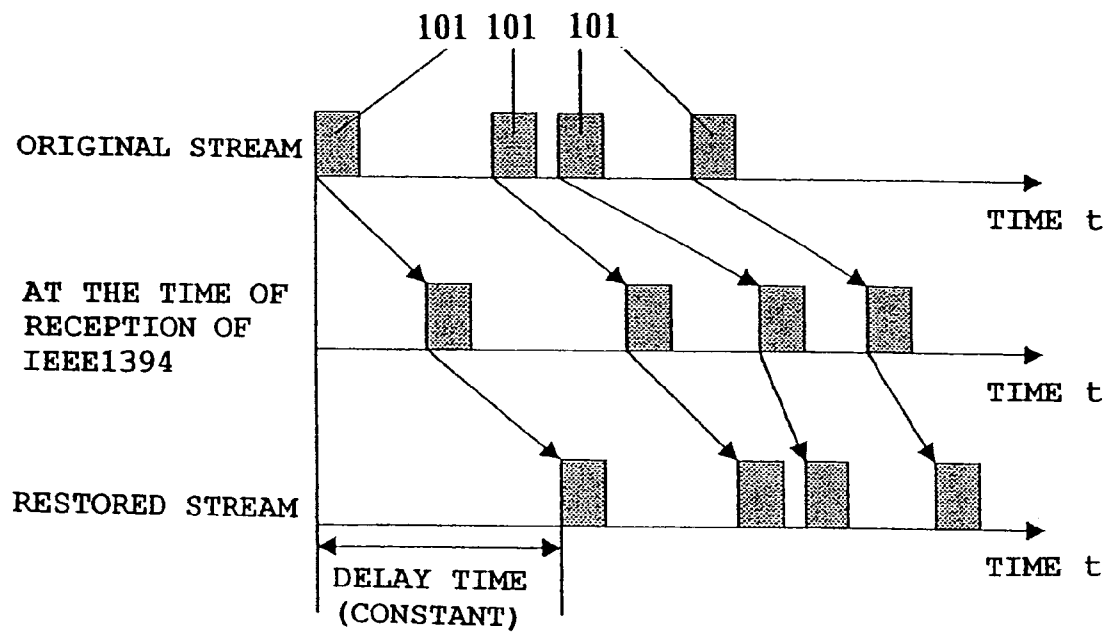 101 101 101
ORIGINAL STREAM
TIME t
AT THE TIME OF
RECEPTION OF
IEEE1394
TIME t
RESTORED STREAM
TIME t
DELAY TIME
(CONSTANT)